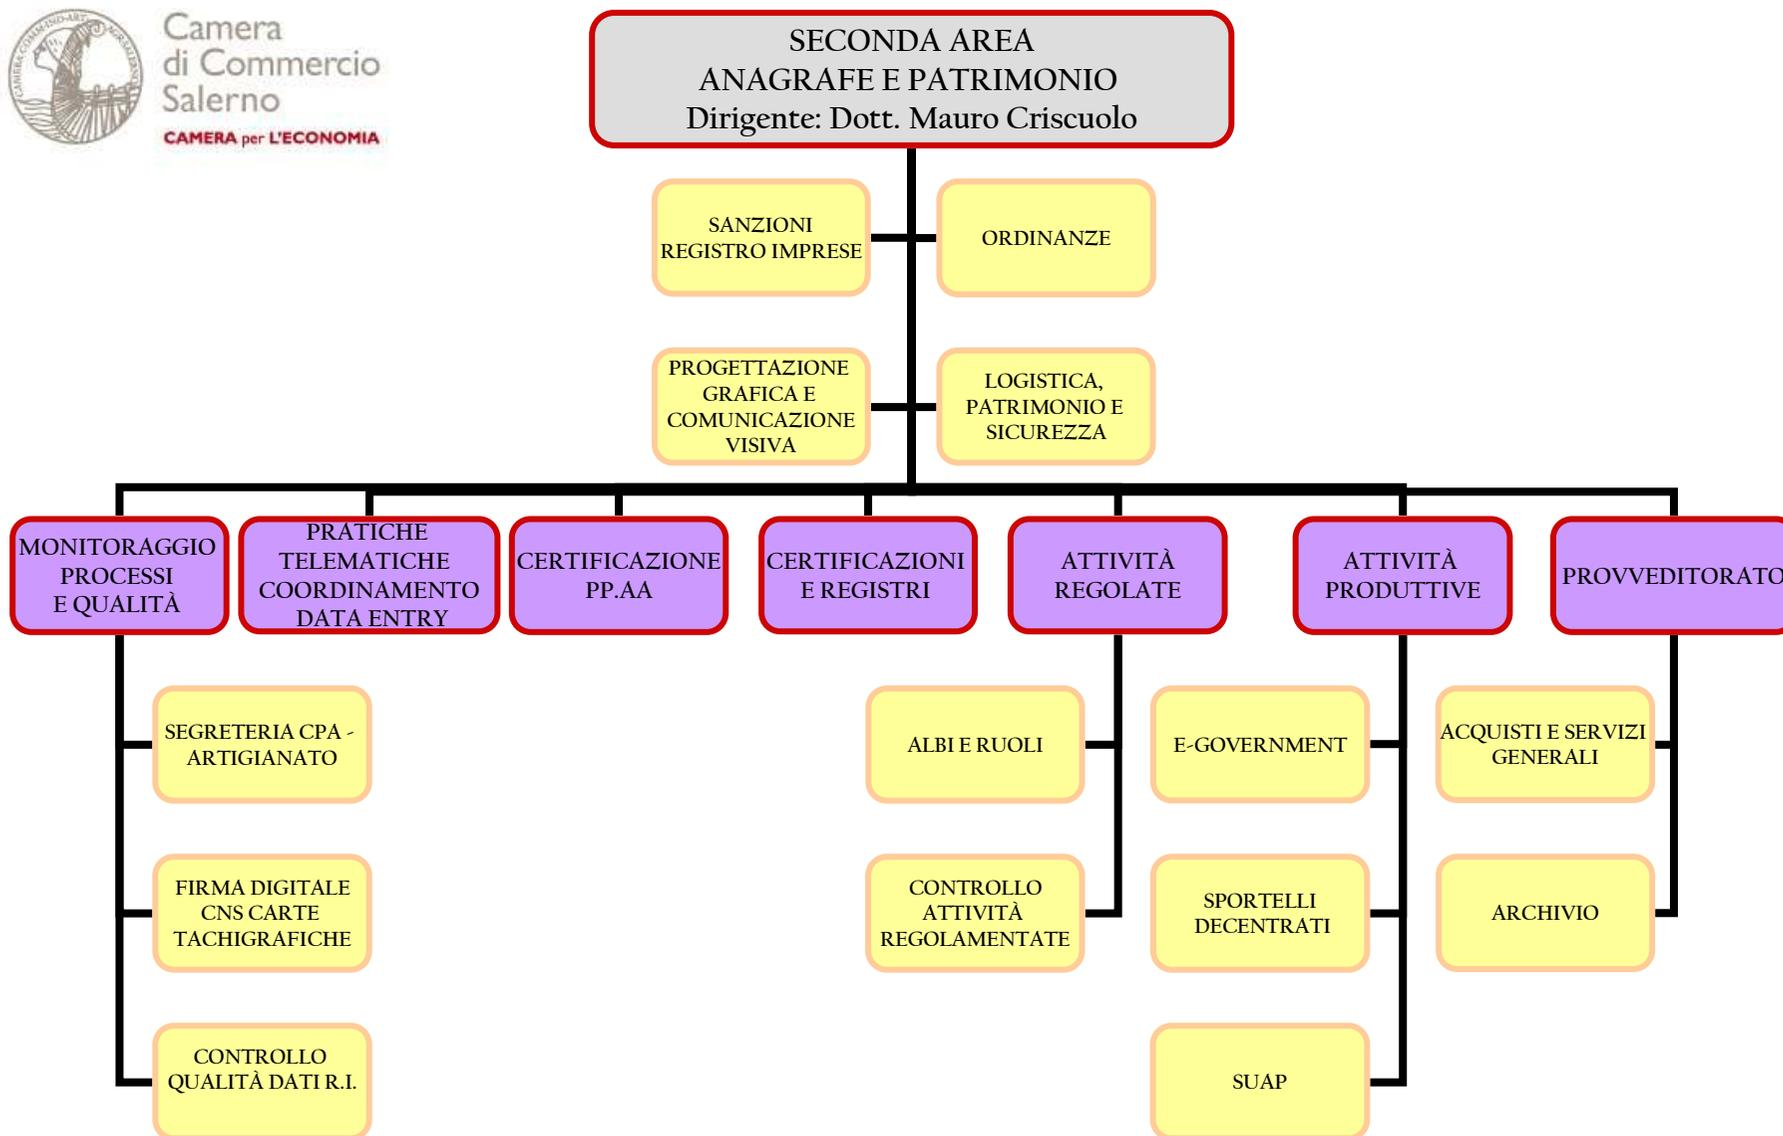 Camera
di Commercio
Salerno
CAMERA per L'ECONOMIA
SECONDA AREA
ANAGRAFE E PATRIMONIO
Dirigente: Dott. Mauro Criscuolo
SANZIONI
REGISTRO IMPRESE
ORDINANZE
PROGETTAZIONE
GRAFICA E
COMUNICAZIONE
VISIVA
LOGISTICA,
PATRIMONIO E
SICUREZZA
MONITORAGGIO
PROCESSI
E QUALITÀ
PRATICHE
TELEMATICHE
COORDINAMENTO
DATA ENTRY
CERTIFICAZIONE
PP.AA
CERTIFICAZIONI
E REGISTRI
ATTIVITÀ
REGOLATE
ATTIVITÀ
PRODUTTIVE
PROVVEDITORATO
SEGRETERIA CPA -
ARTIGIANATO
ALBI E RUOLI
E-GOVERNMENT
ACQUISTI E SERVIZI
GENERALI
FIRMA DIGITALE
CNS CARTE
TACHIGRAFICHE
CONTROLLO
ATTIVITÀ
REGOLAMENTATE
SPORTELLI
DECENTRATI
ARCHIVIO
CONTROLLO
QUALITÀ DATI R.I.
SUAP